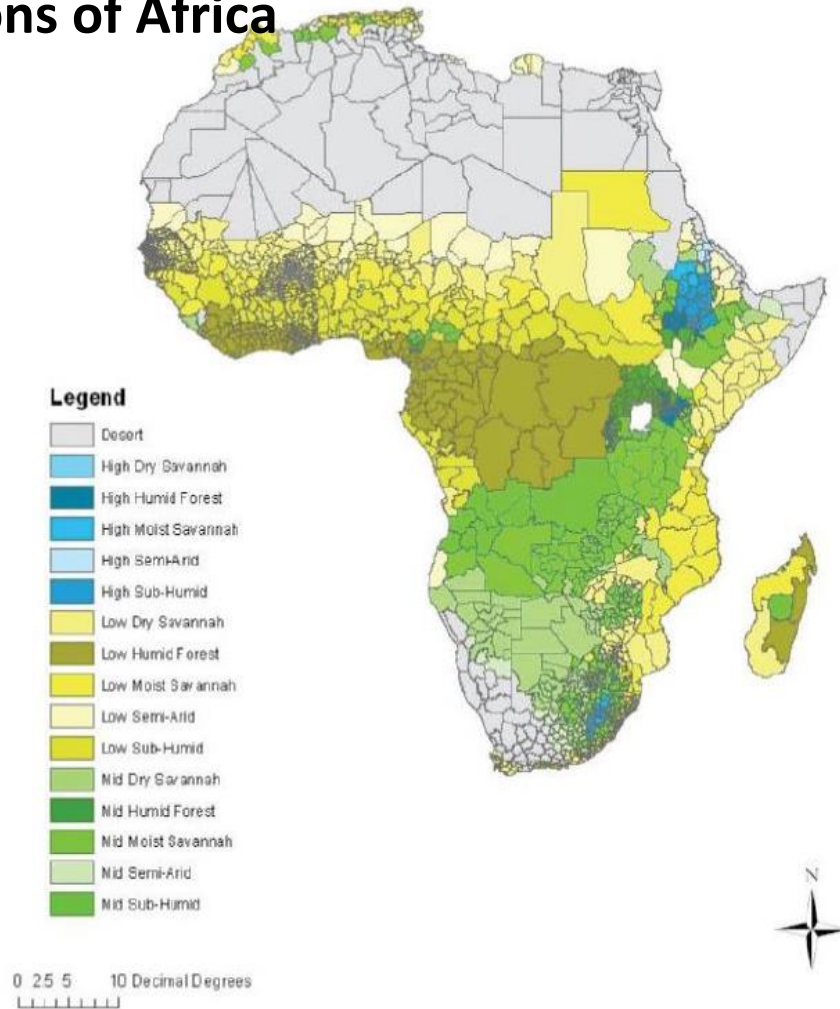 ons of Africa
Legend
Desert
High Dry Savannah
High Humid Forest
High Moist Savannah
High Semi-Arid
High Sub-Humid
Low Dry Savannah
Low Humid Forest
Low Moist Savannah
Low Semi-Arid
Low Sub-Humid
Mid Dry Savannah
Mid Humid Forest
Mid Moist Savannah
Mid Semi-Arid
Mid Sub-Humid
N
0 2.5 5 10 Decimal Degrees